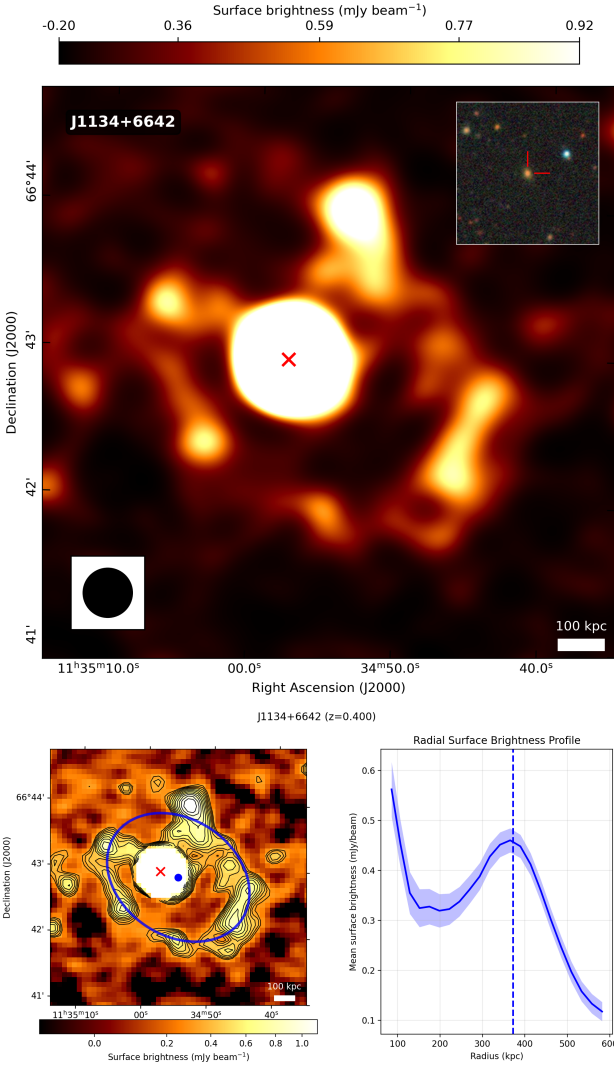 Surface brightness (mJy beam⁻¹)
-0.20 0.36 0.59 0.77 0.92
J1134+6642
66°44'
43'
42'
41'
Declination (J2000)
100 kpc
11ʰ35ᵐ10.0ˢ 00.0ˢ 34ᵐ50.0ˢ 40.0ˢ
Right Ascension (J2000)
J1134+6642 (z=0.400)
66°44'
43'
42'
41'
Declination (J2000)
100 kpc
11ʰ35ᵐ10ˢ 00ˢ 34ᵐ50ˢ 40ˢ
0.0 0.2 0.4 0.6 0.8 1.0
Surface brightness (mJy beam⁻¹)
Radial Surface Brightness Profile
0.6
0.5
0.4
0.3
0.2
0.1
Mean surface brightness (mJy/beam)
100 200 300 400 500
Radius (kpc)